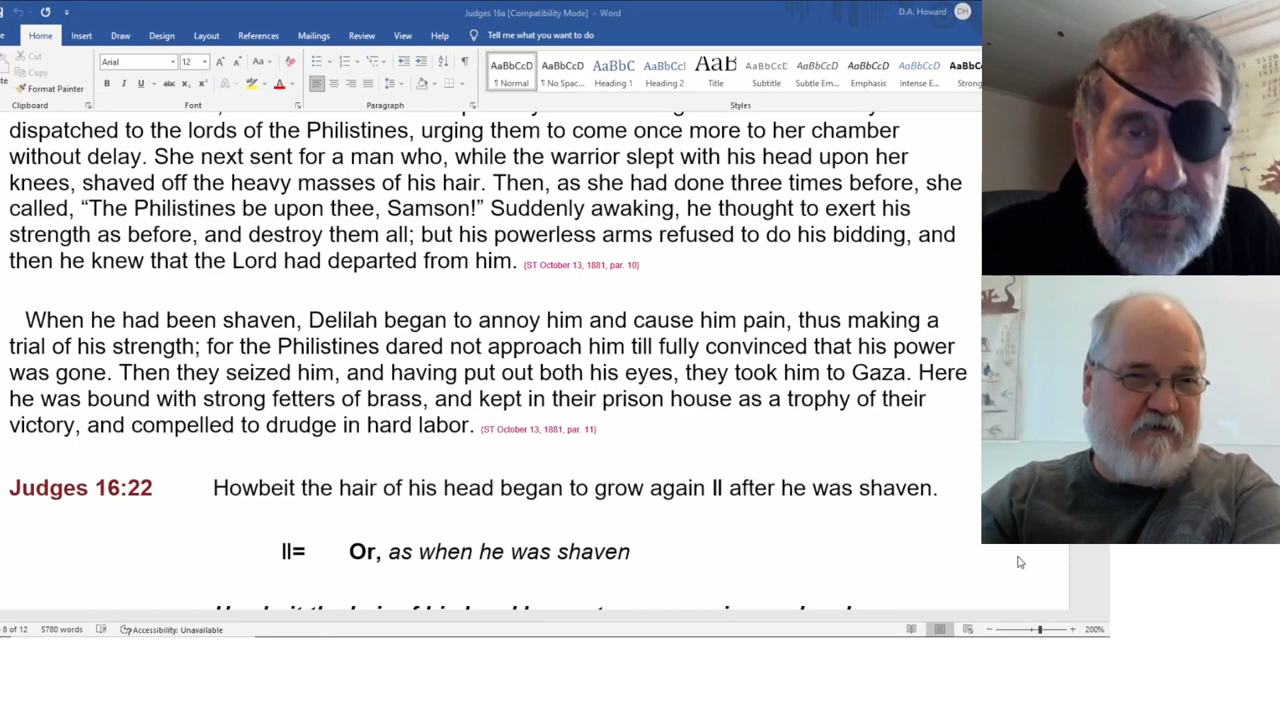 Judges 16a [Compatibility Mode] - Word
D.A. Howard
DH
Home Insert Draw Design Layout References Mailings Review View Help Tell me what you want to do
Cut
Copy
Format Painter
Clipboard
Arial
12
Font
Paragraph
AaBbCcD AaBbCcD AaBbC AaBbCcl AaB AaBbCcD AaBbCcD AaBbCcD AaBbCcD AaBbCcD
¶ Normal ¶ No Spac... Heading 1 Heading 2 Title Subtitle Subtle Em... Emphasis Intense E... Strong
Styles
dispatched to the lords of the Philistines, urging them to come once more to her chamber
without delay. She next sent for a man who, while the warrior slept with his head upon her
knees, shaved off the heavy masses of his hair. Then, as she had done three times before, she
called, “The Philistines be upon thee, Samson!” Suddenly awaking, he thought to exert his
strength as before, and destroy them all; but his powerless arms refused to do his bidding, and
then he knew that the Lord had departed from him. {ST October 13, 1881, par. 10}
When he had been shaven, Delilah began to annoy him and cause him pain, thus making a
trial of his strength; for the Philistines dared not approach him till fully convinced that his power
was gone. Then they seized him, and having put out both his eyes, they took him to Gaza. Here
he was bound with strong fetters of brass, and kept in their prison house as a trophy of their
victory, and compelled to drudge in hard labor. {ST October 13, 1881, par. 11}
Judges 16:22 Howbeit the hair of his head began to grow again ll after he was shaven.
ll= Or, as when he was shaven
8 of 12 5780 words Accessibility: Unavailable 200%